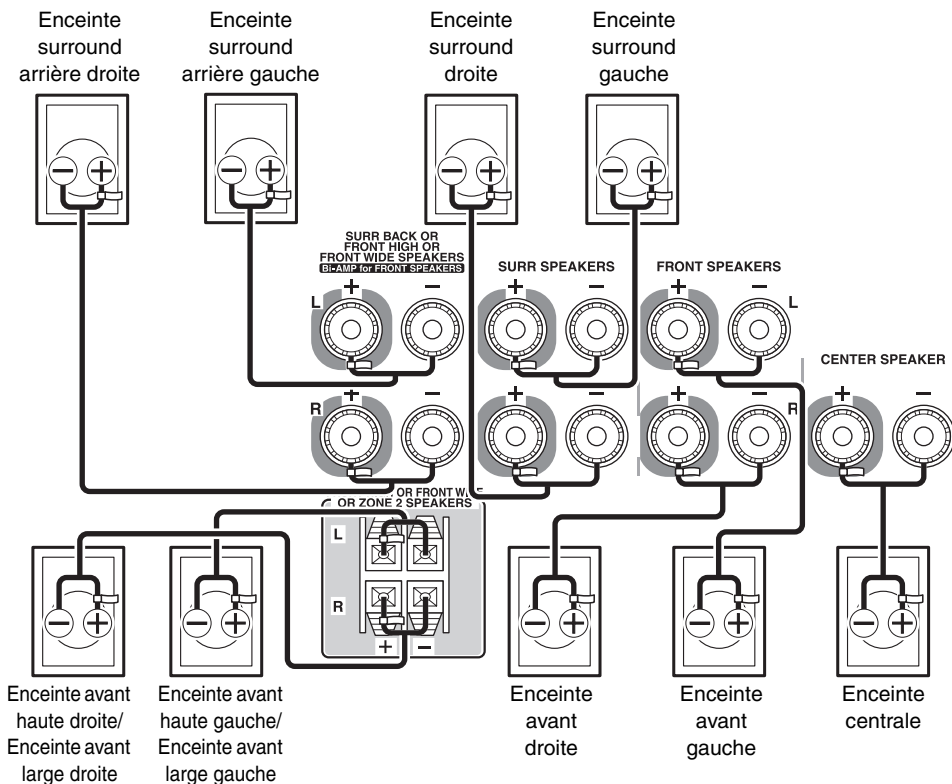 Enceinte
surround
arrière droite
Enceinte
surround
arrière gauche
Enceinte
surround
droite
Enceinte
surround
gauche
− +
− +
− +
− +
SURR BACK OR
FRONT HIGH OR
FRONT WIDE SPEAKERS
Bi-AMP for FRONT SPEAKERS
SURR SPEAKERS
FRONT SPEAKERS
CENTER SPEAKER
L + −
+ −
+ − L
R + −
+ −
+ − R
+ −
OR FRONT
OR ZONE 2 SPEAKERS
L
R
+ −
− +
− +
− +
− +
− +
Enceinte avant
haute droite/
Enceinte avant
large droite
Enceinte avant
haute gauche/
Enceinte avant
large gauche
Enceinte
avant
droite
Enceinte
avant
gauche
Enceinte
centrale